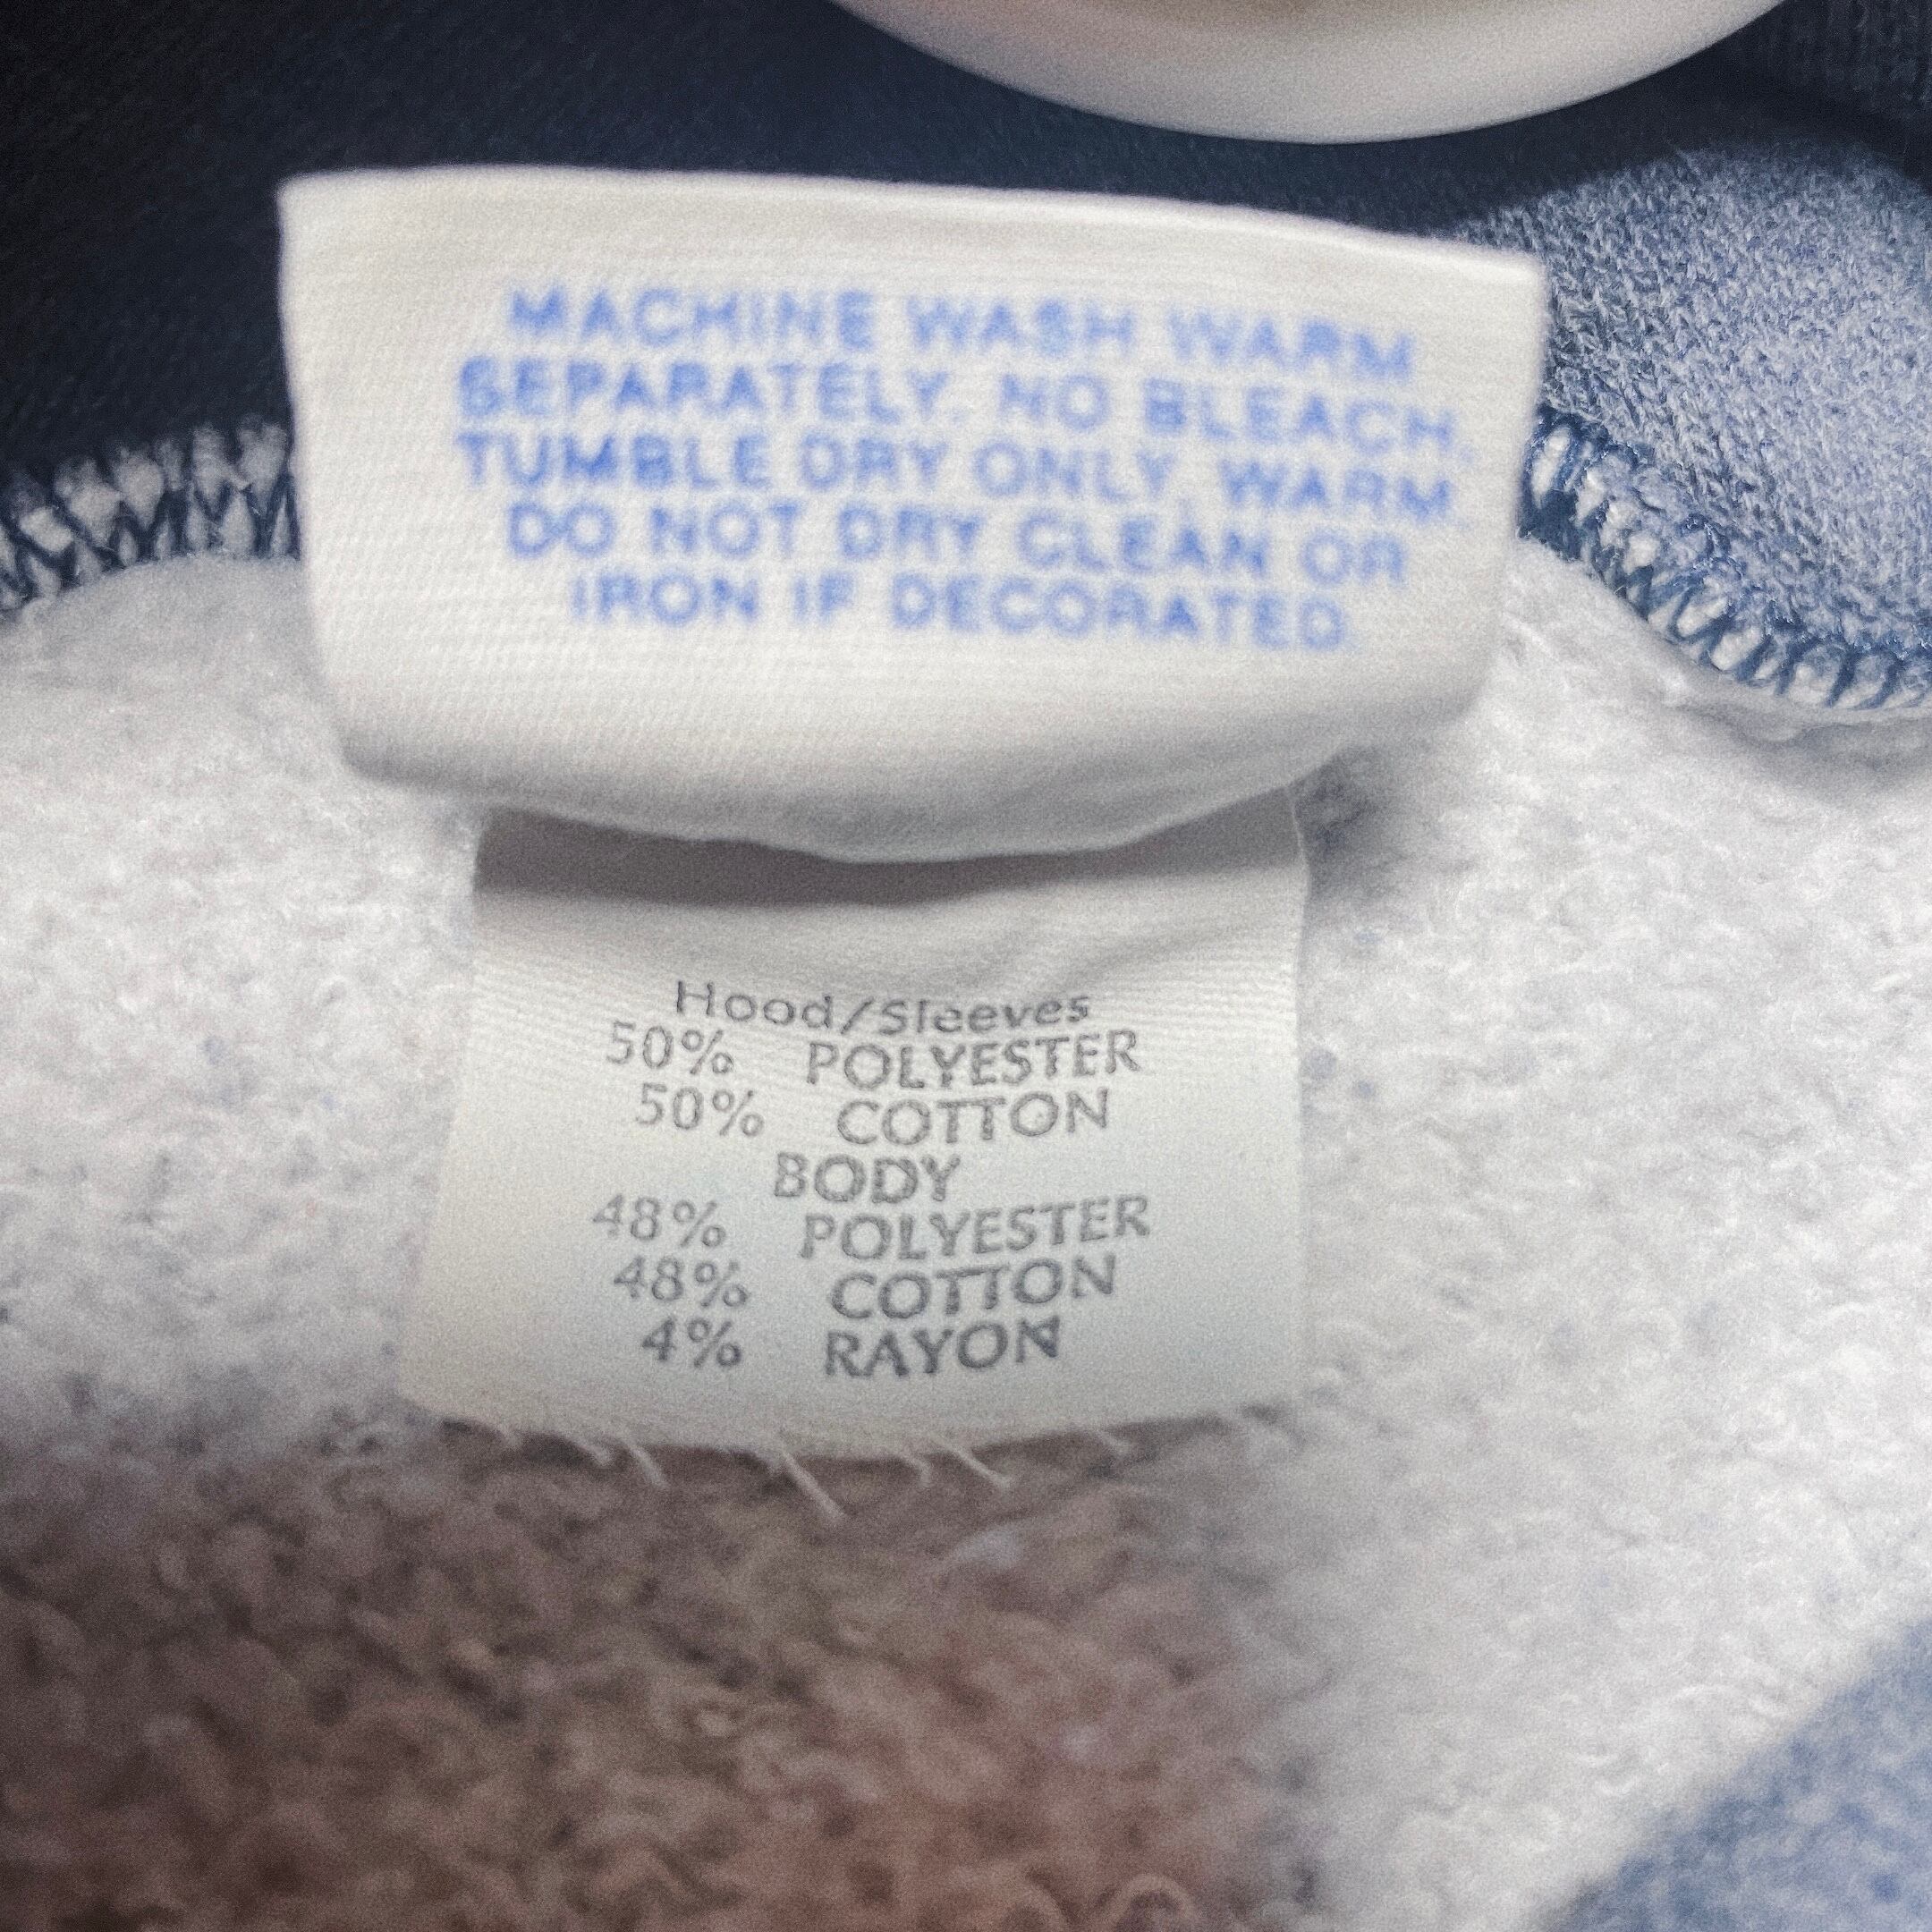 MACHINE WASH WARM
SEPARATELY. NO BLEACH.
TUMBLE DRY ONLY, WARM.
DO NOT DRY CLEAN OR
IRON IF DECORATED.
Hood/Sleeves
50% POLYESTER
50% COTTON
BODY
48% POLYESTER
48% COTTON
4% RAYON